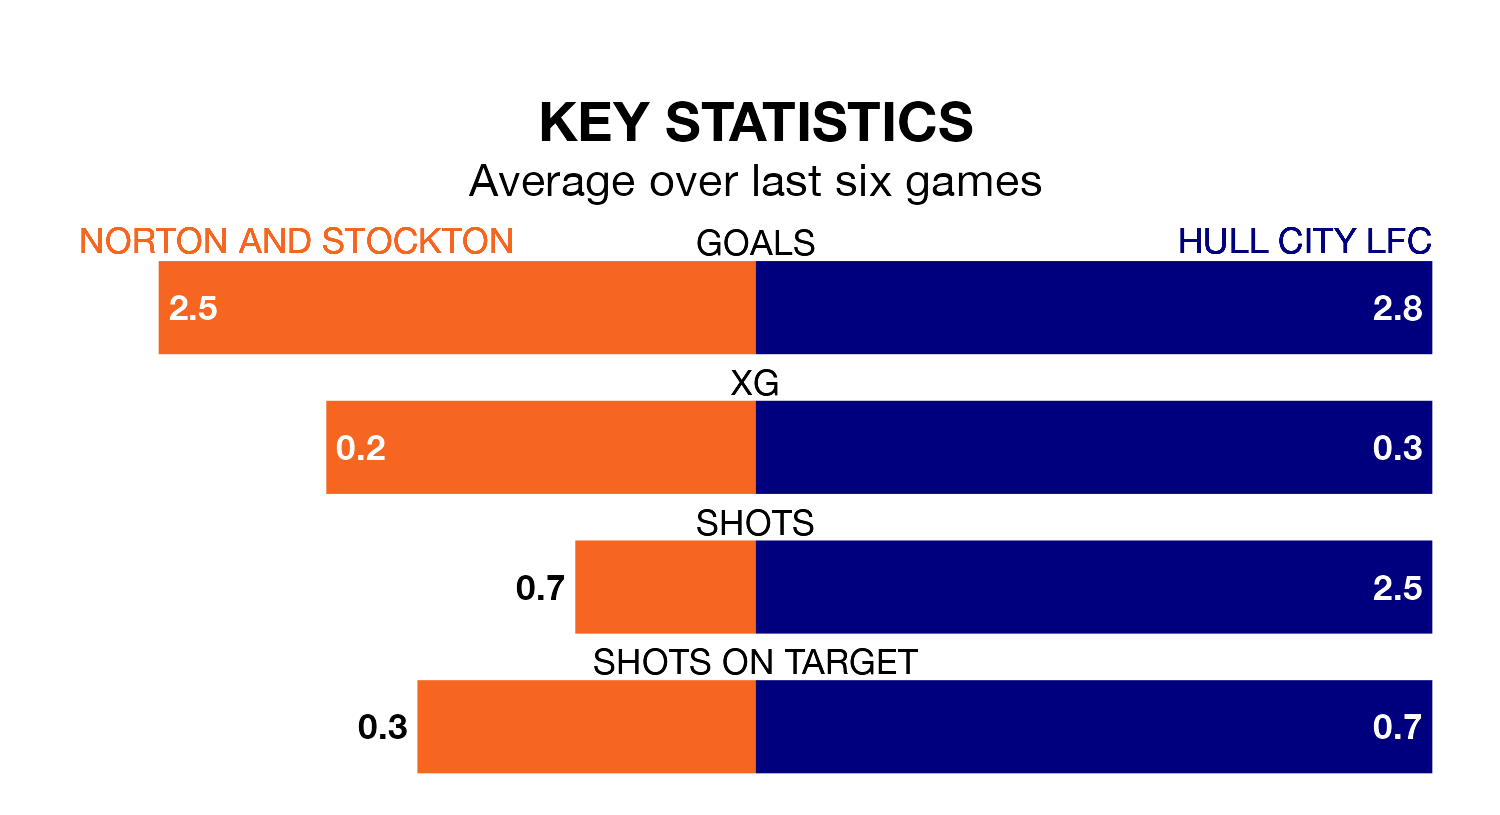 KEY STATISTICS
Average over last six games
NORTON AND STOCKTON GOALS HULL CITY LFC
2.5 2.8
XG
0.2 0.3
SHOTS
0.7 2.5
SHOTS ON TARGET
0.3 0.7